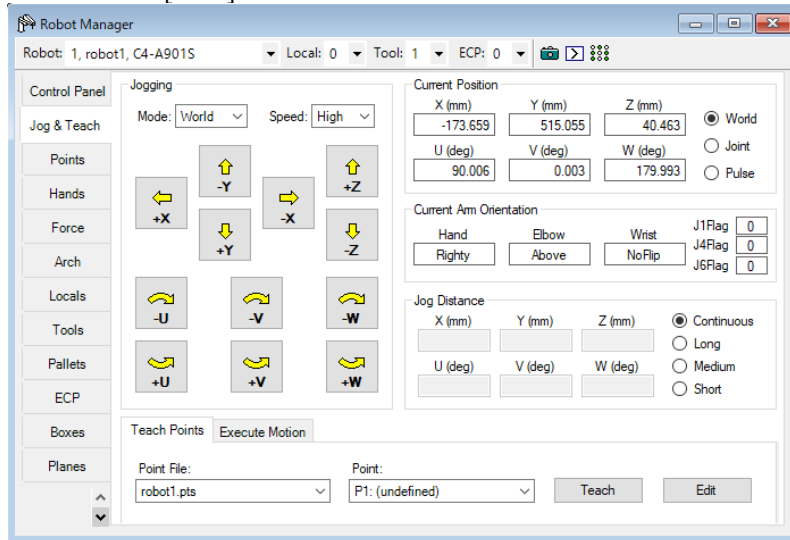 Robot Manager
Robot: 1, robot1, C4-A901S Local: 0 Tool: 1 ECP: 0
Control Panel
Jog & Teach
Points
Hands
Force
Arch
Locals
Tools
Pallets
ECP
Boxes
Planes
Jogging
Mode: World Speed: High
-Y
+Z
+X
-X
+Y
-Z
-U -V -W
+U +V +W
Current Position
X (mm) Y (mm) Z (mm)
-173.659 515.055 40.463
U (deg) V (deg) W (deg)
90.006 0.003 179.993
World
Joint
Pulse
Current Arm Orientation
Hand Elbow Wrist
Righty Above NoFlip
J1Flag 0
J4Flag 0
J6Flag 0
Jog Distance
X (mm) Y (mm) Z (mm)
U (deg) V (deg) W (deg)
Continuous
Long
Medium
Short
Teach Points Execute Motion
Point File: Point:
robot1.pts P1: (undefined) Teach Edit